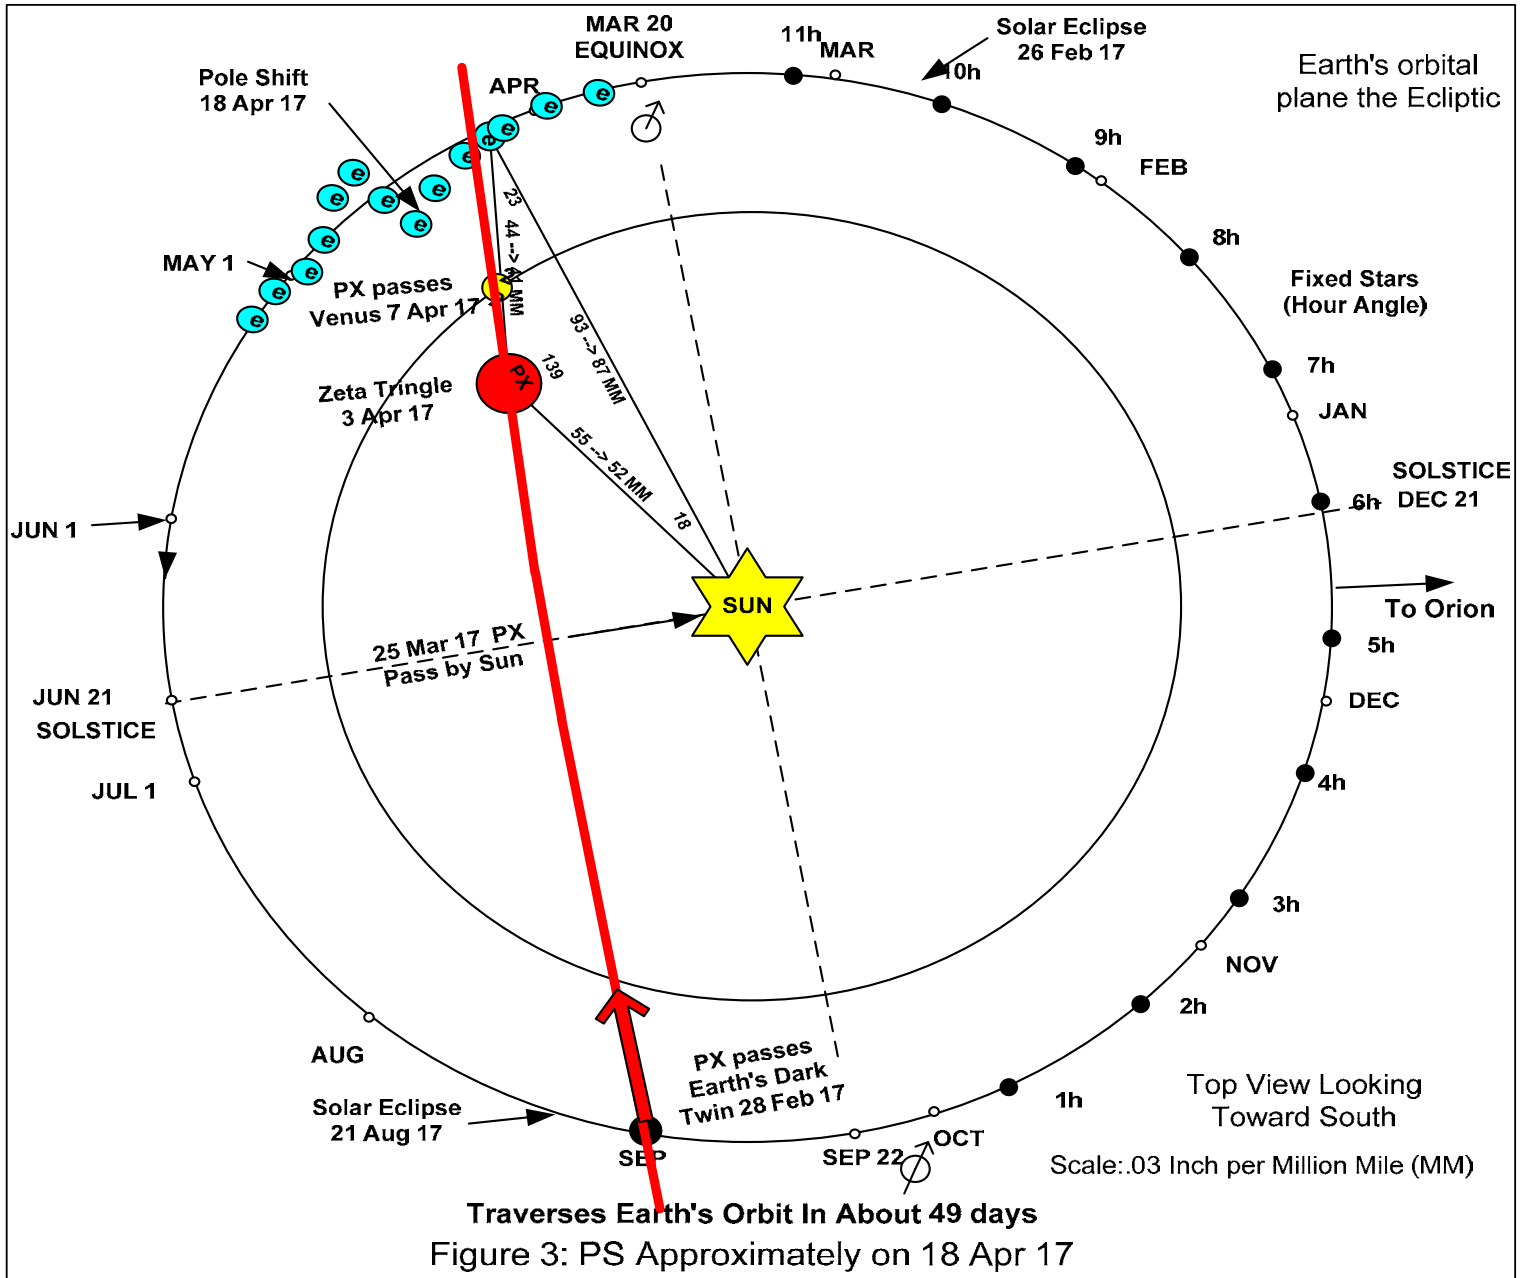 MAR 20
EQUINOX
11h
MAR
Solar Eclipse
26 Feb 17
10h
Earth's orbital
plane the Ecliptic
Pole Shift
18 Apr 17
APR
e
e
e
e
e
e
e
e
e
e
e
e
e
e
9h
FEB
8h
Fixed Stars
(Hour Angle)
MAY 1
PX passes
Venus 7 Apr 17
23
44 --> 41 MM
93 --> 87 MM
139
PX
Zeta Tringle
3 Apr 17
55 --> 52 MM
18
7h
JAN
SOLSTICE
DEC 21
6h
JUN 1
SUN
To Orion
25 Mar 17 PX
Pass by Sun
5h
JUN 21
SOLSTICE
DEC
JUL 1
4h
3h
NOV
2h
AUG
PX passes
Earth's Dark
Twin 28 Feb 17
Solar Eclipse
21 Aug 17
1h
Top View Looking
Toward South
SEP
SEP 22
OCT
Scale:.03 Inch per Million Mile (MM)
Traverses Earth's Orbit In About 49 days
Figure 3: PS Approximately on 18 Apr 17